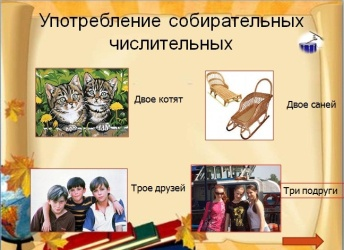 Употребление собирательных
числительных
Двое котят
Двое саней
Трое друзей
Три подруги